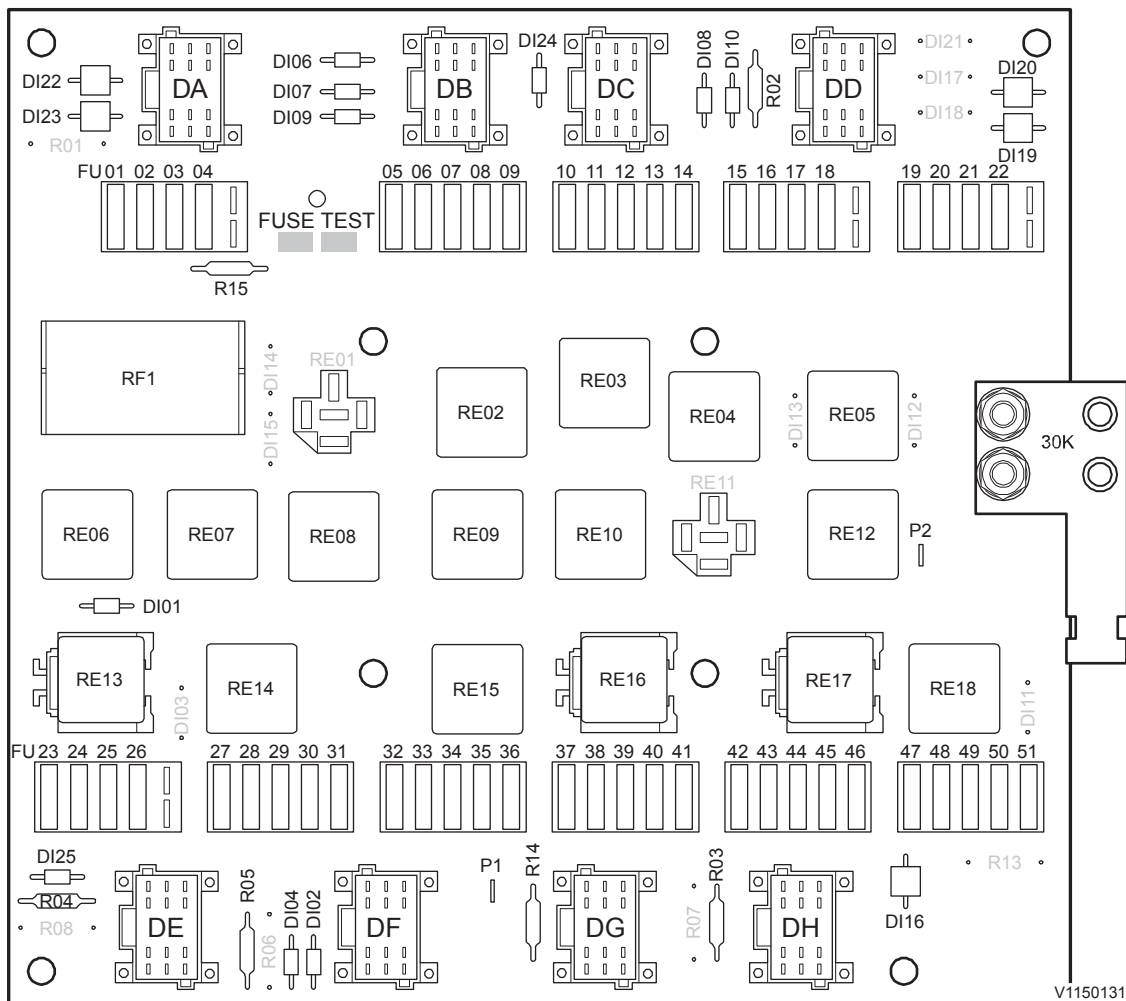 DI22
DI23
R01
DA
DI06
DI07
DI09
DB
DI24
DC
DI08
DI10
R02
DD
DI21
DI17
DI18
DI20
DI19
FU 01 02 03 04
05 06 07 08 09
10 11 12 13 14
15 16 17 18
19 20 21 22
FUSE TEST
R15
RF1
DI14
DI15
RE01
RE02
RE03
RE04
DI13
RE05
DI12
30K
RE06
RE07
RE08
RE09
RE10
RE11
RE12
P2
DI01
RE13
DI03
RE14
RE15
RE16
RE17
RE18
DI11
FU 23 24 25 26
27 28 29 30 31
32 33 34 35 36
37 38 39 40 41
42 43 44 45 46
47 48 49 50 51
DI25
R04
R08
DE
R05
R06
DI04
DI02
DF
P1
R14
DG
R07
R03
DH
DI16
R13
V1150131